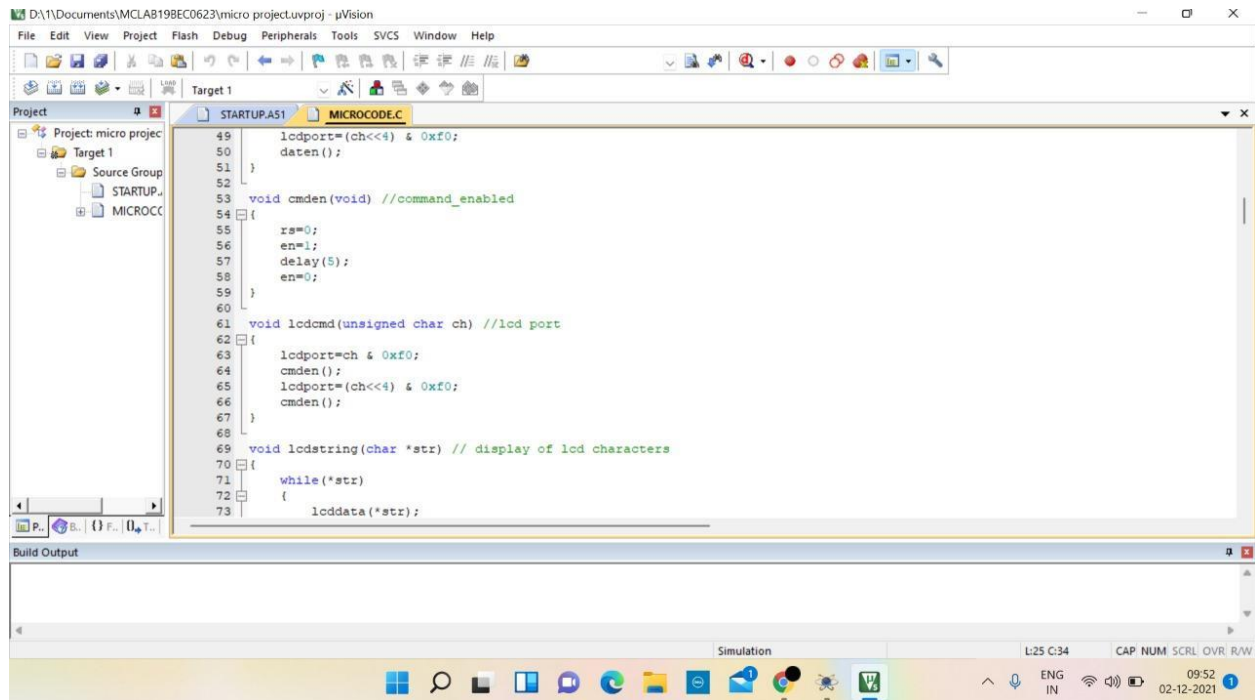 D:\1\Documents\MCLAB19BEC0623\micro project.uvproj - µVision
File Edit View Project Flash Debug Peripherals Tools SVCS Window Help
LOAD Target 1
Project
STARTUP.A51 MICROCODE.C
Project: micro projec
Target 1
Source Group
STARTUP.
MICROCC
49 lcdport=(ch<<4) & 0xf0;
50 daten();
51 }
52
53 void cmden(void) //command_enabled
54 {
55 rs=0;
56 en=1;
57 delay(5);
58 en=0;
59 }
60
61 void lcdcmd(unsigned char ch) //lcd port
62 {
63 lcdport=ch & 0xf0;
64 cmden();
65 lcdport=(ch<<4) & 0xf0;
66 cmden();
67 }
68
69 void lcdstring(char *str) // display of lcd characters
70 {
71 while(*str)
72 {
73 lcddata(*str);
P.. B.. {} F.. T..
Build Output
Simulation L:25 C:34 CAP NUM SCRL OVR R/W
1 ENG IN 09:52 02-12-2021 1